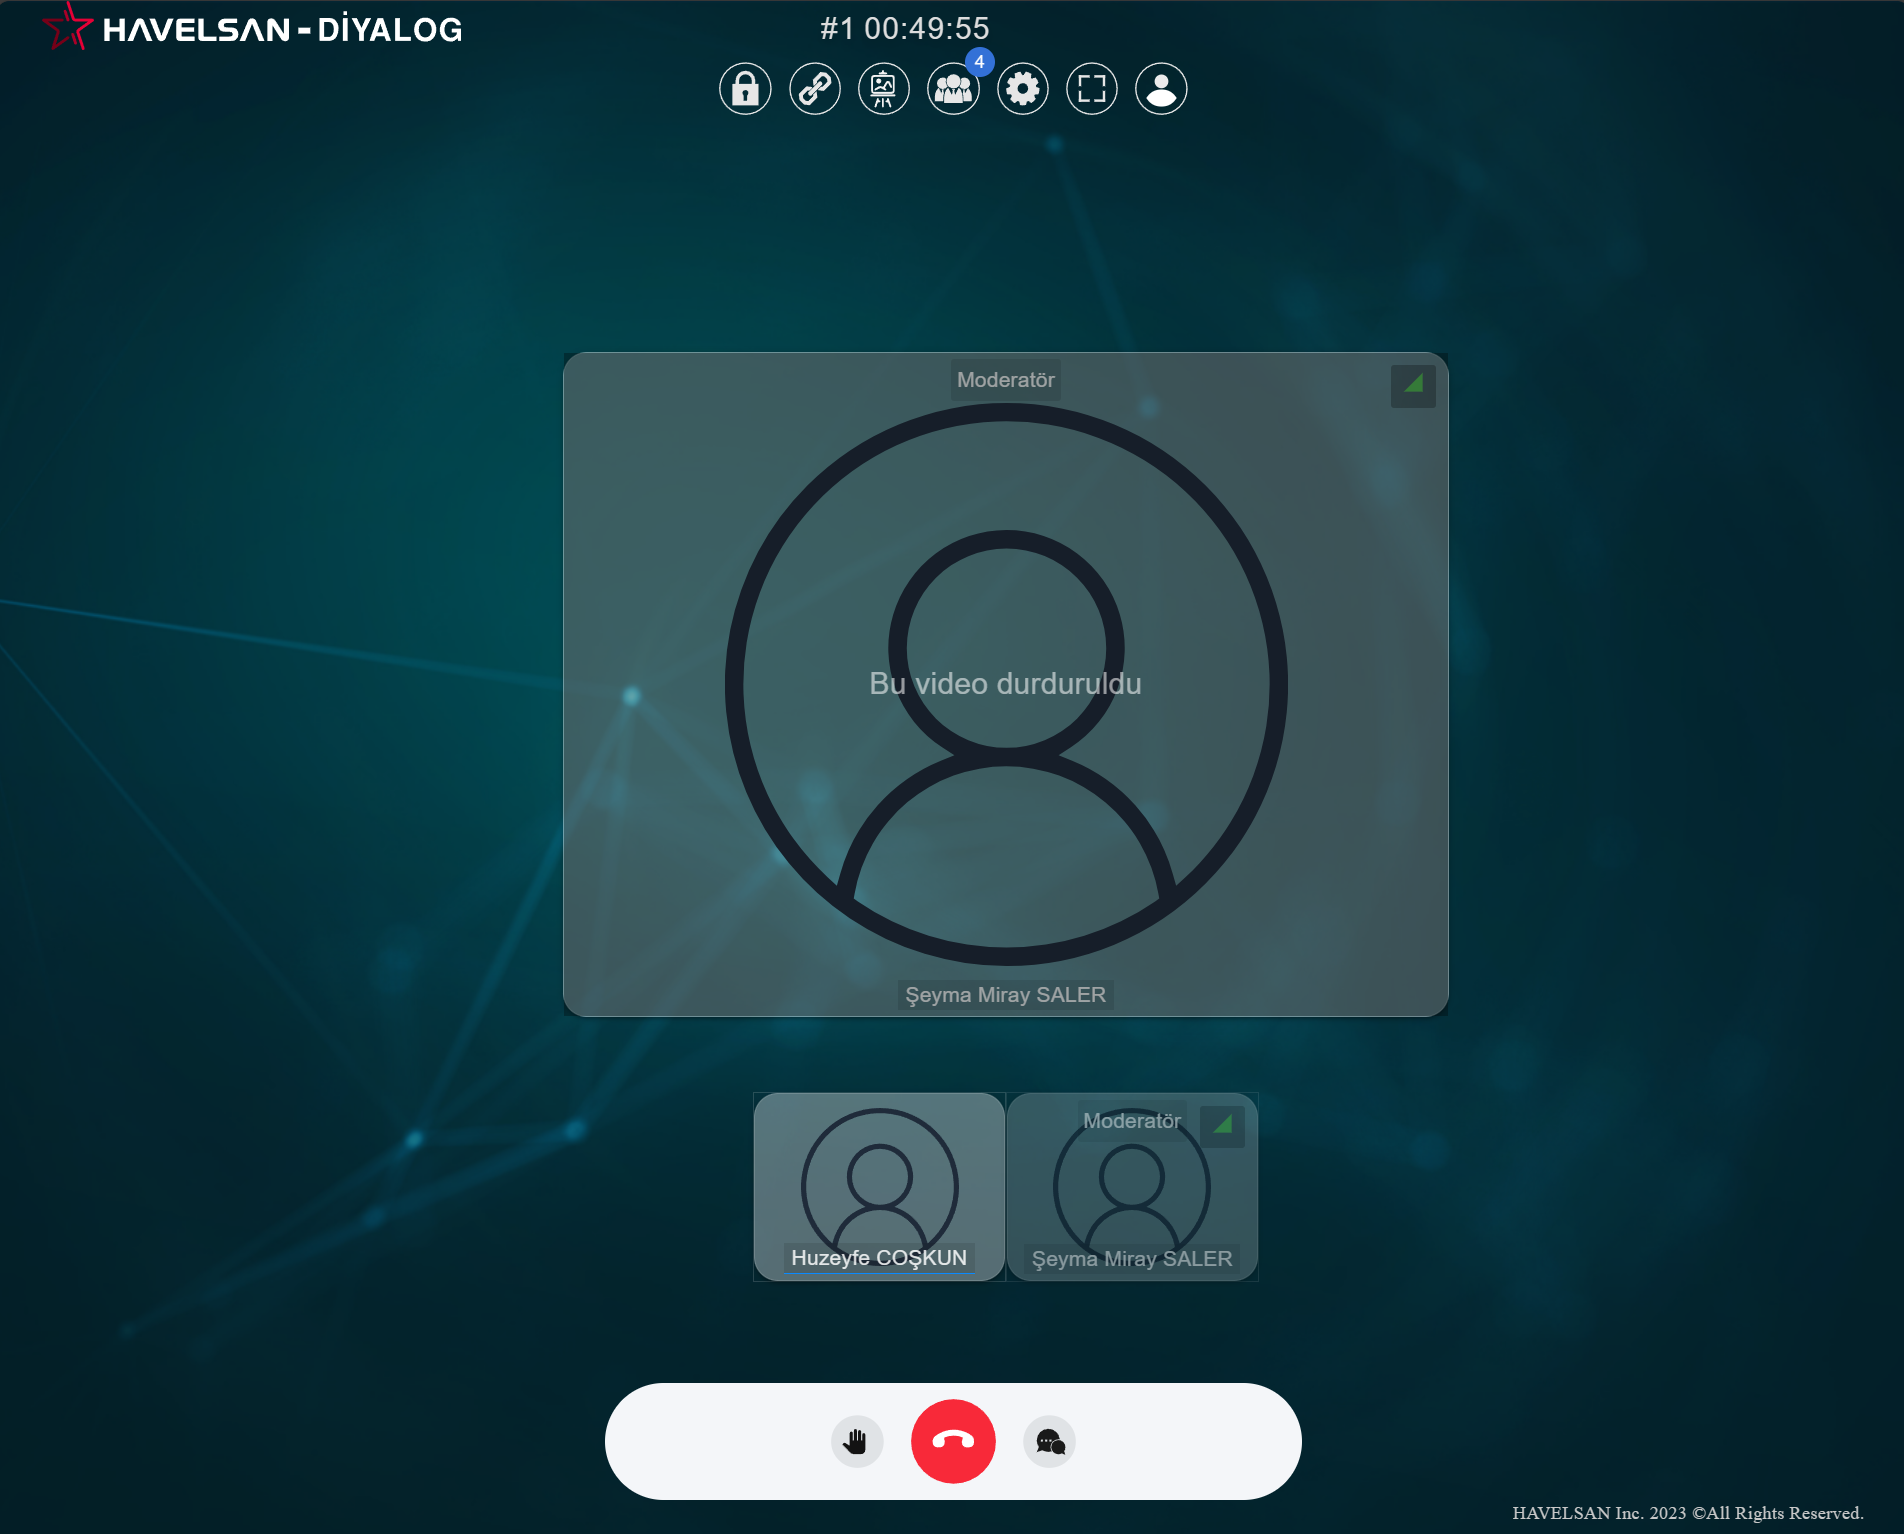 HAVELSAN - DİYALOG
#1 00:49:55
4
Moderatör
Bu video durduruldu
Şeyma Miray SALER
Moderatör
Huzeyfe COŞKUN
Şeyma Miray SALER
HAVELSAN Inc. 2023 ©All Rights Reserved.